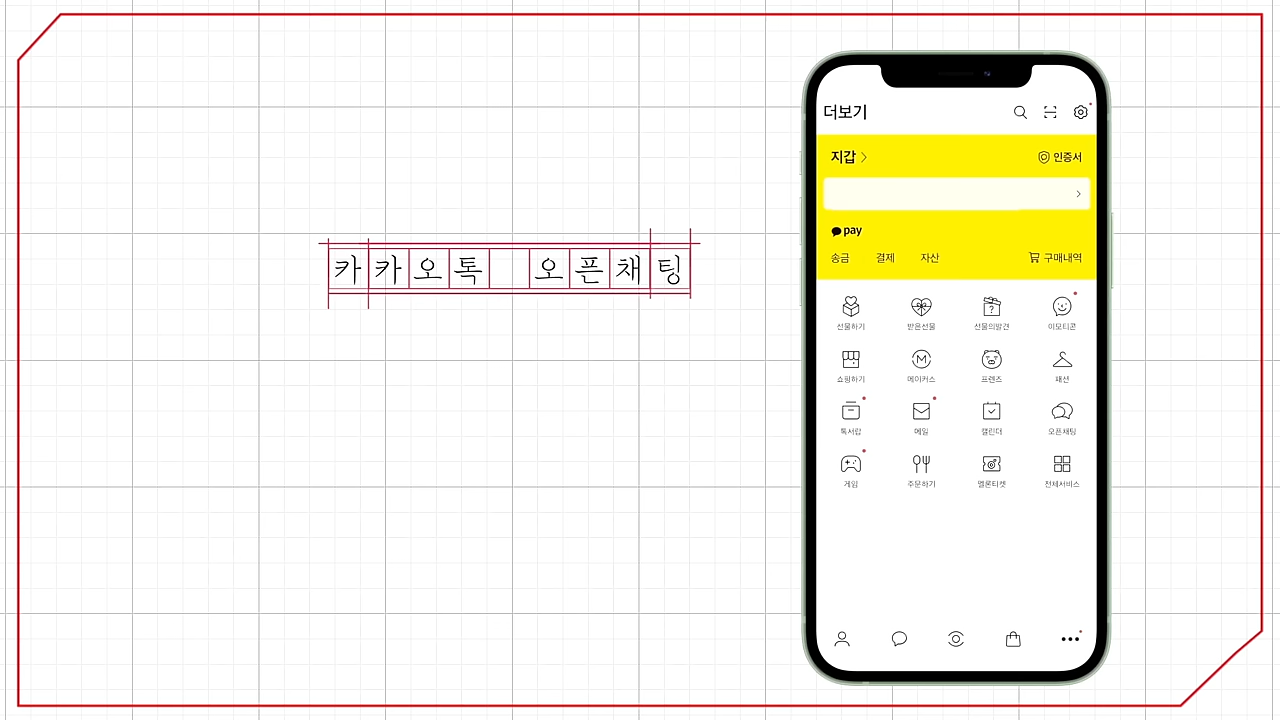 카카오톡 오픈채팅
더보기
지갑 인증서
pay
송금 결제 자산 구매내역
선물하기 받은선물 선물의발견 이모티콘
쇼핑하기 메이커스 프렌즈 패션
톡서랍 메일 캘린더 오픈채팅
게임 주문하기 멜론티켓 전체서비스